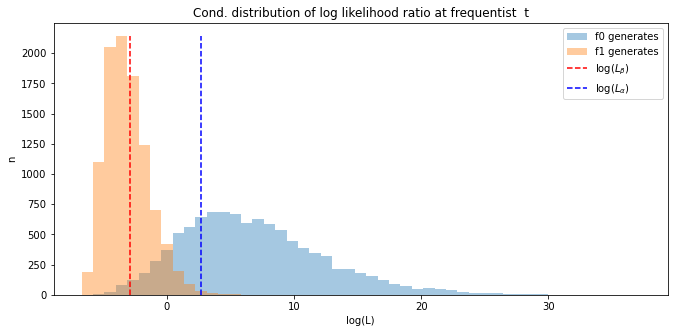 Cond. distribution of log likelihood ratio at frequentist  t
f0 generates
f1 generates
log(L_β)
log(L_α)
n
2000
1750
1500
1250
1000
750
500
250
0
0 10 20 30
log(L)